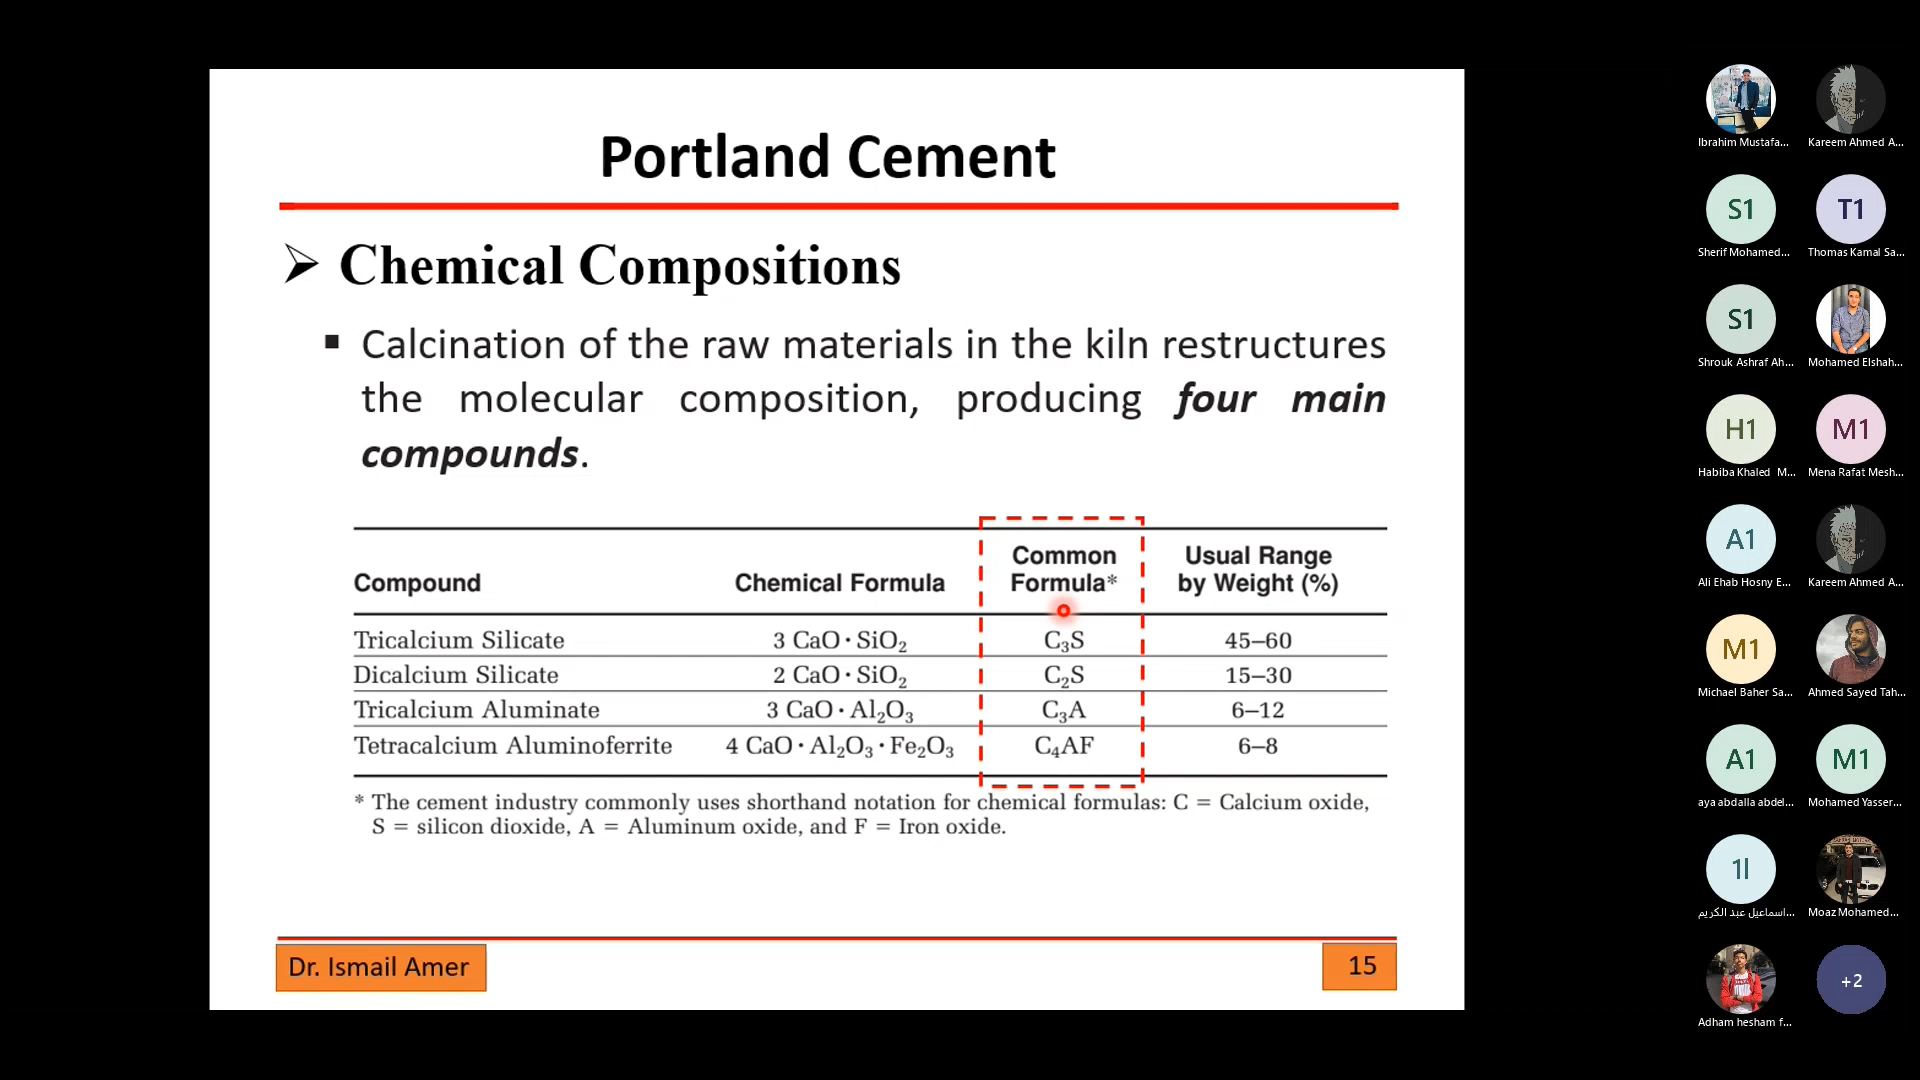 Portland Cement
➢ Chemical Compositions
▪ Calcination of the raw materials in the kiln restructures
the molecular composition, producing four main
compounds.
Compound Chemical Formula Common Formula* Usual Range by Weight (%)
Tricalcium Silicate 3 CaO · SiO₂ C₃S 45–60
Dicalcium Silicate 2 CaO · SiO₂ C₂S 15–30
Tricalcium Aluminate 3 CaO · Al₂O₃ C₃A 6–12
Tetracalcium Aluminoferrite 4 CaO · Al₂O₃ · Fe₂O₃ C₄AF 6–8
* The cement industry commonly uses shorthand notation for chemical formulas: C = Calcium oxide,
S = silicon dioxide, A = Aluminum oxide, and F = Iron oxide.
Dr. Ismail Amer 15
Ibrahim Mustafa... Kareem Ahmed A...
S1 T1
Sherif Mohamed... Thomas Kamal Sa...
S1
Shrouk Ashraf Ah... Mohamed Elshah...
H1 M1
Habiba Khaled M... Mena Rafat Mesh...
A1
Ali Ehab Hosny E... Kareem Ahmed A...
M1
Michael Baher Sa... Ahmed Sayed Tah...
A1 M1
aya abdalla abdel... Mohamed Yasser...
1ا
اسماعيل عبد الكريم... Moaz Mohamed...
+2
Adham hesham f...